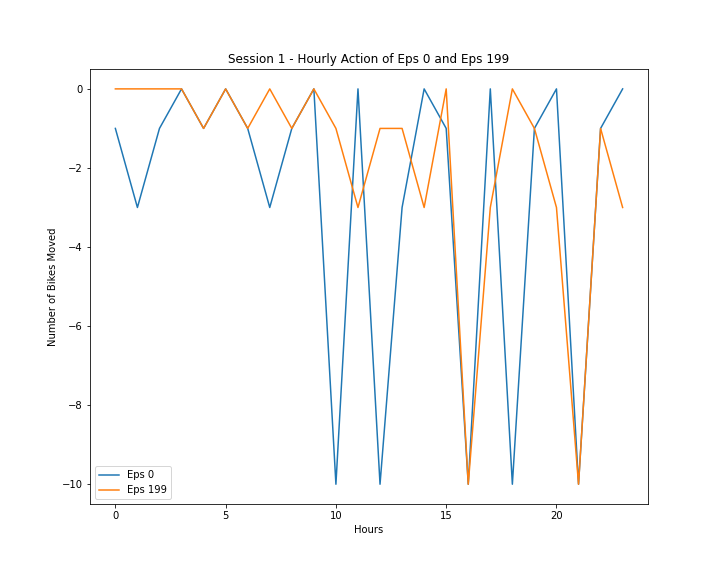 Session 1 - Hourly Action of Eps 0 and Eps 199
Number of Bikes Moved
0
−2
−4
−6
−8
−10
Eps 0
Eps 199
0 5 10 15 20
Hours